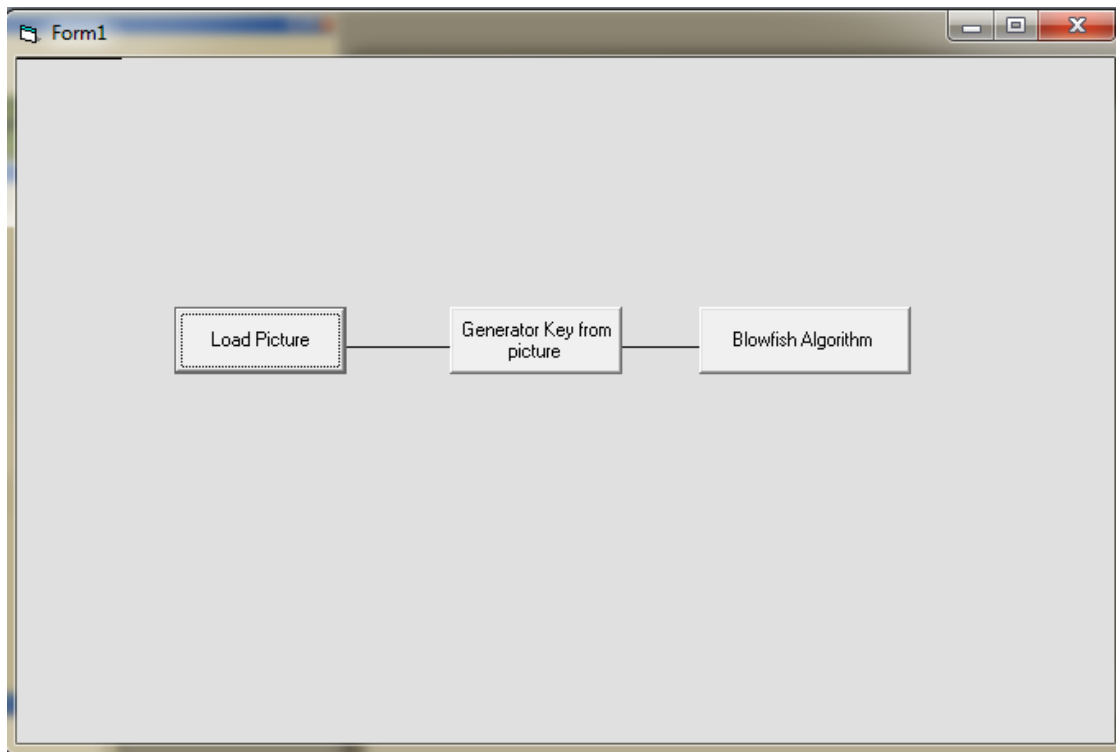 Form1
Load Picture
Generator Key from
picture
Blowfish Algorithm